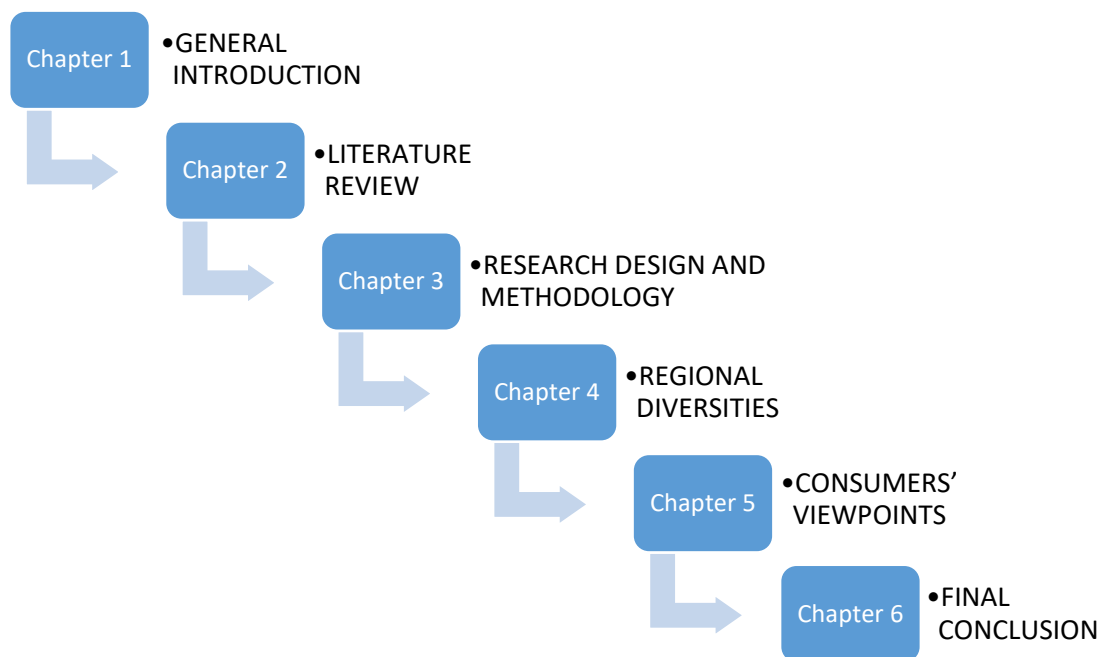 Chapter 1
•GENERAL
INTRODUCTION
Chapter 2
•LITERATURE
REVIEW
Chapter 3
•RESEARCH DESIGN AND
METHODOLOGY
Chapter 4
•REGIONAL
DIVERSITIES
Chapter 5
•CONSUMERS’
VIEWPOINTS
Chapter 6
•FINAL
CONCLUSION